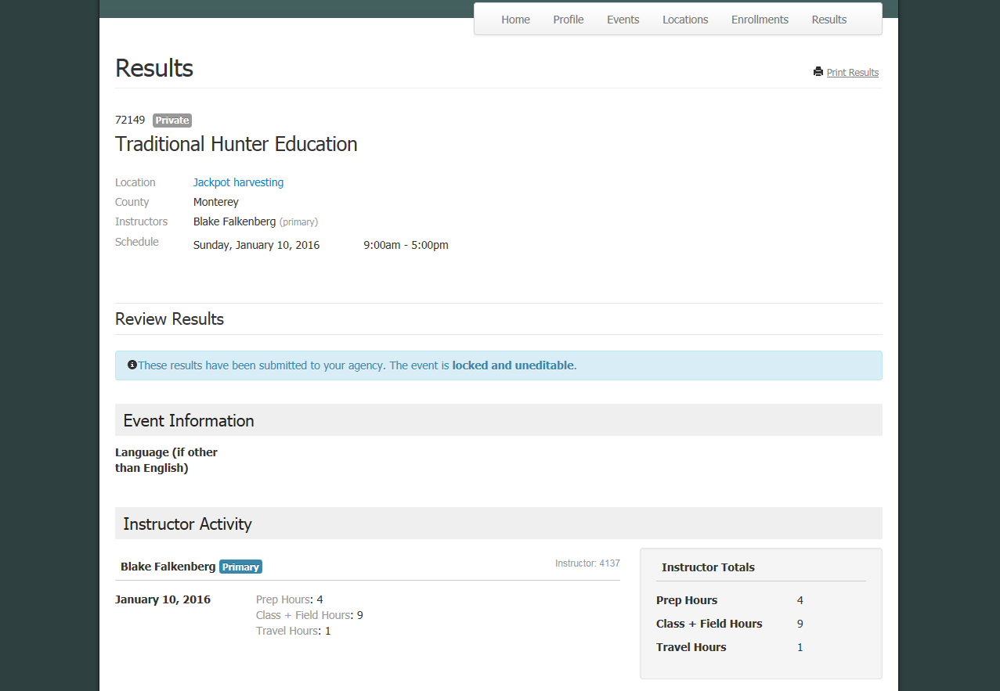 Home Profile Events Locations Enrollments Results
Results
Print Results
72149 Private
Traditional Hunter Education
Location Jackpot harvesting
County Monterey
Instructors Blake Falkenberg (primary)
Schedule Sunday, January 10, 2016 9:00am - 5:00pm
Review Results
These results have been submitted to your agency. The event is locked and uneditable.
Event Information
Language (if other
than English)
Instructor Activity
Blake Falkenberg Primary Instructor: 4137
January 10, 2016 Prep Hours: 4
Class + Field Hours: 9
Travel Hours: 1
Instructor Totals
Prep Hours 4
Class + Field Hours 9
Travel Hours 1